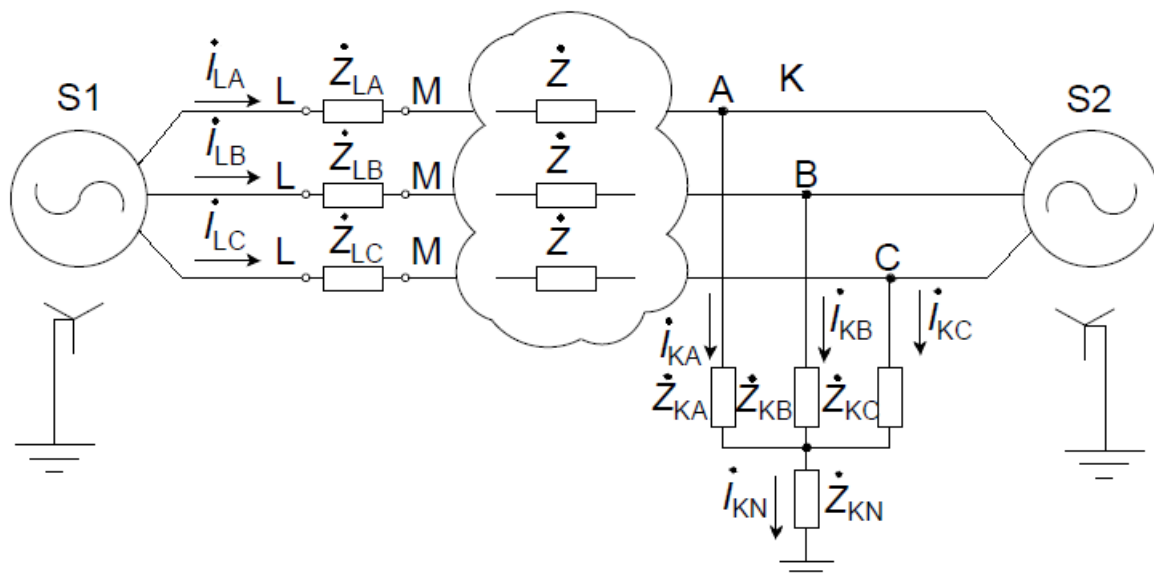 S1
İLA
L
ŻLA
M
Ż
A
K
S2
İLB
L
ŻLB
M
Ż
B
İLC
L
ŻLC
M
Ż
C
İKA
İKB
İKC
ŻKA
ŻKB
ŻKC
İKN
ŻKN